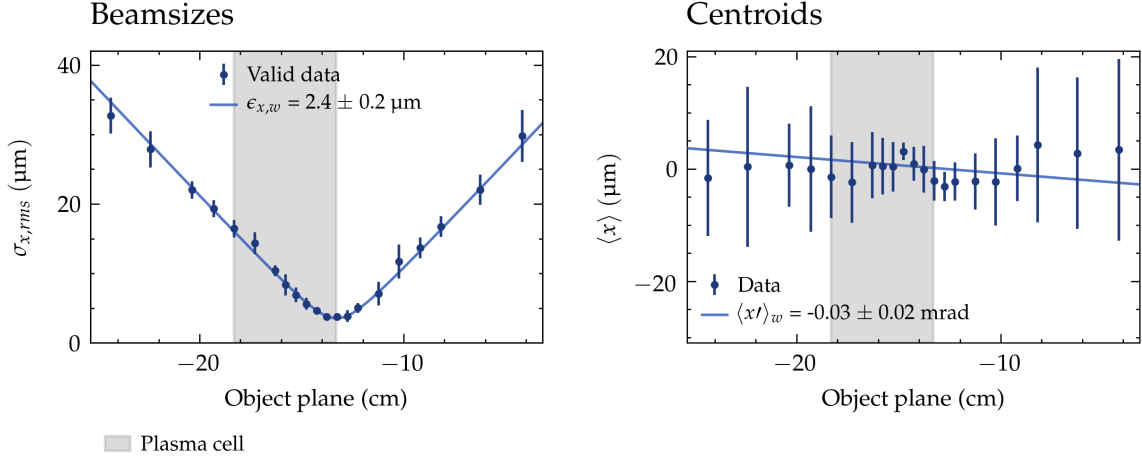 Beamsizes
40
20
0
−20
−10
σx,rms (μm)
Object plane (cm)
Valid data
ϵx,w = 2.4 ± 0.2 μm
Plasma cell
Centroids
20
0
−20
−20
−10
⟨x⟩ (μm)
Object plane (cm)
Data
⟨x′⟩w = -0.03 ± 0.02 mrad